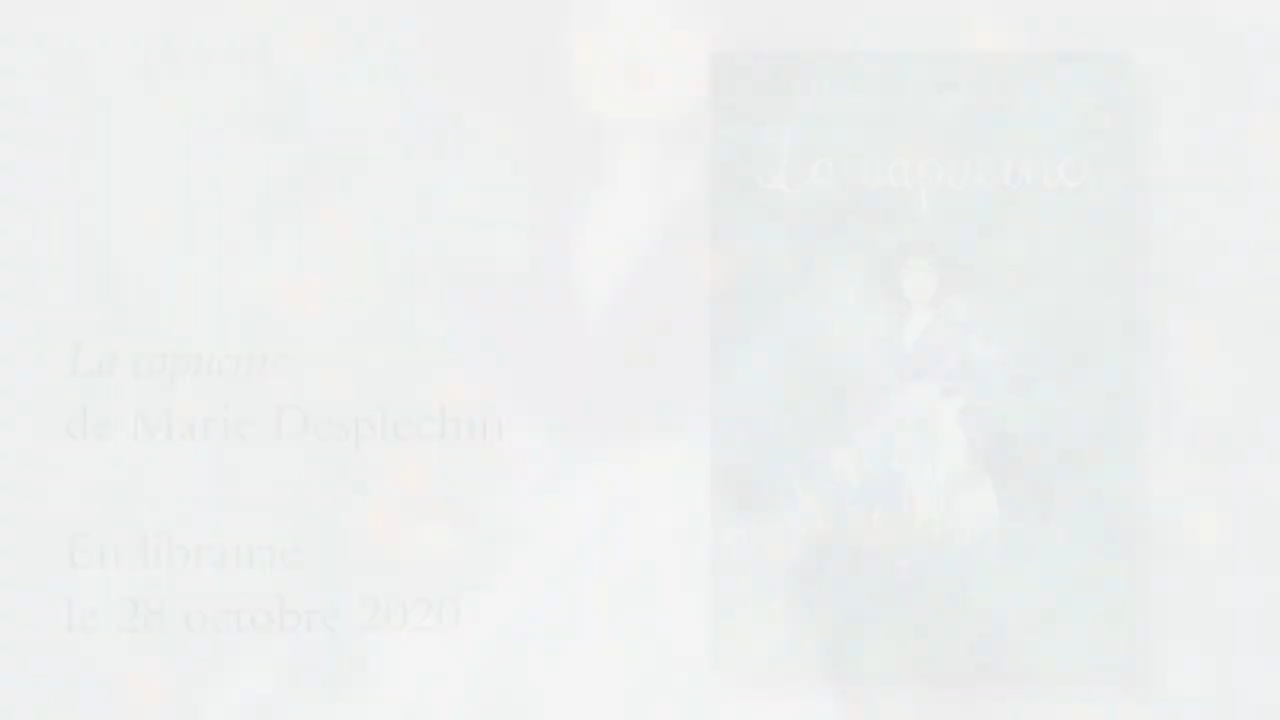 La capucine
de Marie Desplechin
En librairie
le 28 octobre 2020
La capucine